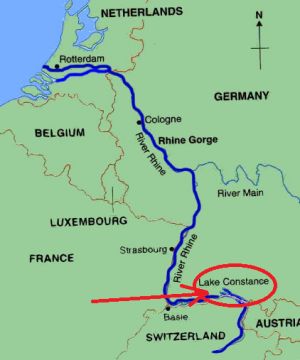 NETHERLANDS
N
Rotterdam
GERMANY
Cologne
Rhine Gorge
River Rhine
BELGIUM
River Main
LUXEMBOURG
Strasbourg
River Rhine
FRANCE
Lake Constance
Basle
AUSTRIA
SWITZERLAND